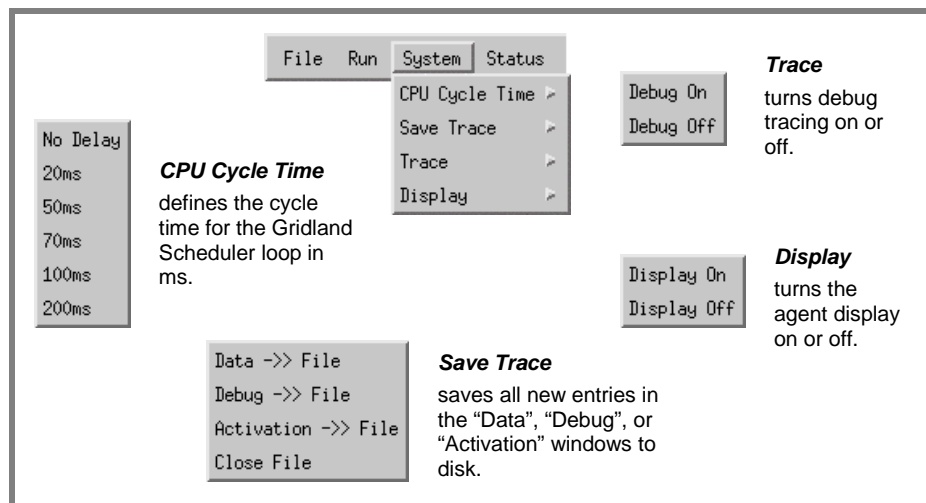 File Run System Status
CPU Cycle Time
Save Trace
Trace
Display
Debug On
Debug Off
Trace
turns debug
tracing on or
off.
No Delay
20ms
50ms
70ms
100ms
200ms
CPU Cycle Time
defines the cycle
time for the Gridland
Scheduler loop in
ms.
Display On
Display Off
Display
turns the
agent display
on or off.
Data ->> File
Debug ->> File
Activation ->> File
Close File
Save Trace
saves all new entries in
the “Data”, “Debug”, or
“Activation” windows to
disk.